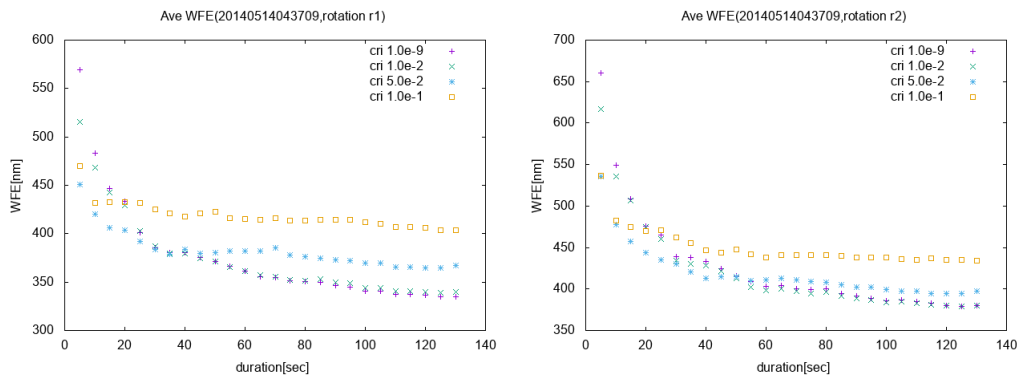 Ave WFE(20140514043709,rotation r1)
WFE[nm]
600
550
500
450
400
350
300
cri 1.0e-9
cri 1.0e-2
cri 5.0e-2
cri 1.0e-1
0 20 40 60 80 100 120 140
duration[sec]
Ave WFE(20140514043709,rotation r2)
WFE[nm]
700
650
600
550
500
450
400
350
cri 1.0e-9
cri 1.0e-2
cri 5.0e-2
cri 1.0e-1
0 20 40 60 80 100 120 140
duration[sec]